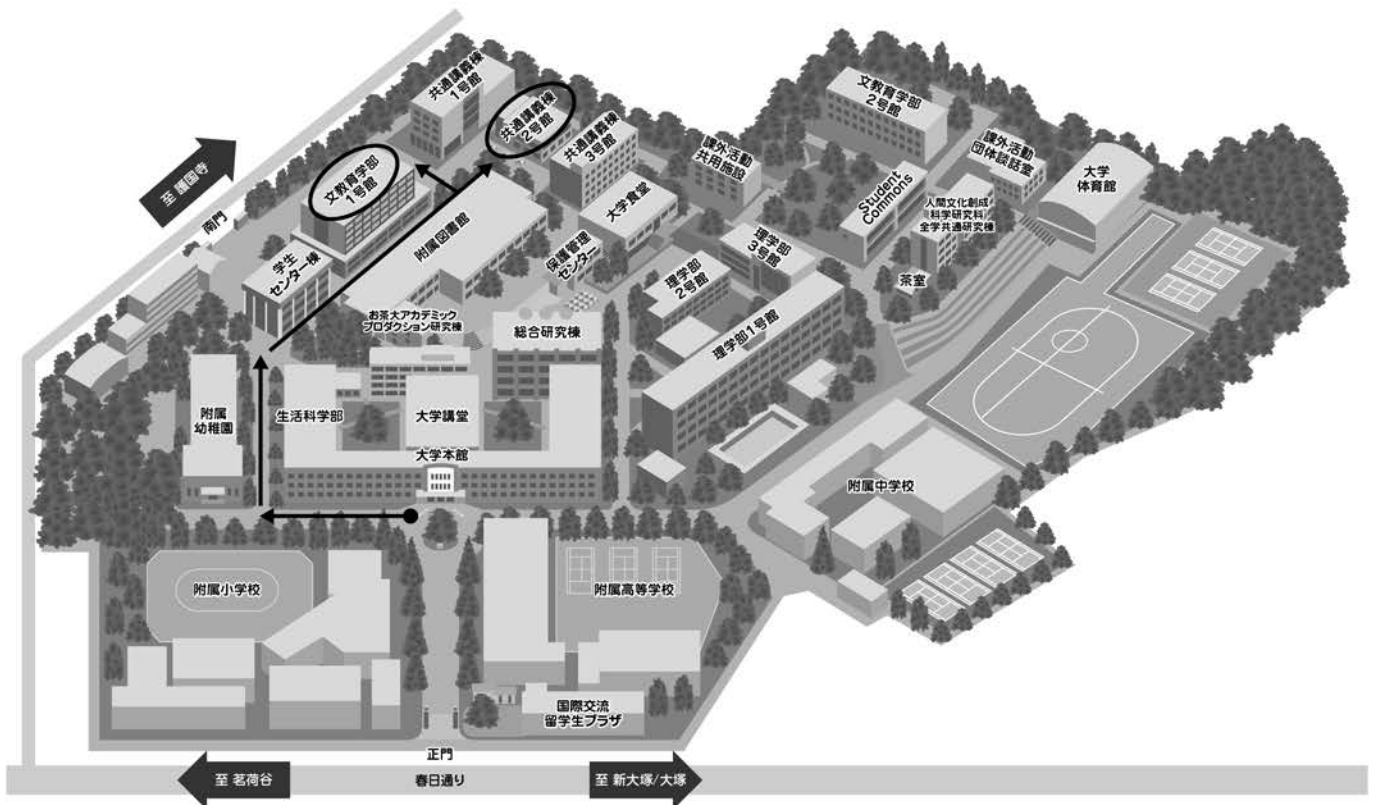 共通講義棟
1号館
共通講義棟
2号館
共通講義棟
3号館
文教育学部
2号館
課外活動
共用施設
課外活動
団体談話室
大学
体育館
至 護国寺
文教育学部
1号館
南門
附属図書館
大学食堂
Student
Commons
人間文化創成
科学研究科
全学共通研究棟
学生
センター棟
保護管理
センター
理学部
3号館
理学部
2号館
茶室
お茶大アカデミック
プロダクション研究棟
総合研究棟
理学部1号館
附属
幼稚園
生活科学部
大学講堂
大学本館
附属中学校
附属小学校
附属高等学校
国際交流
留学生プラザ
正門
至 茗荷谷
春日通り
至 新大塚/大塚